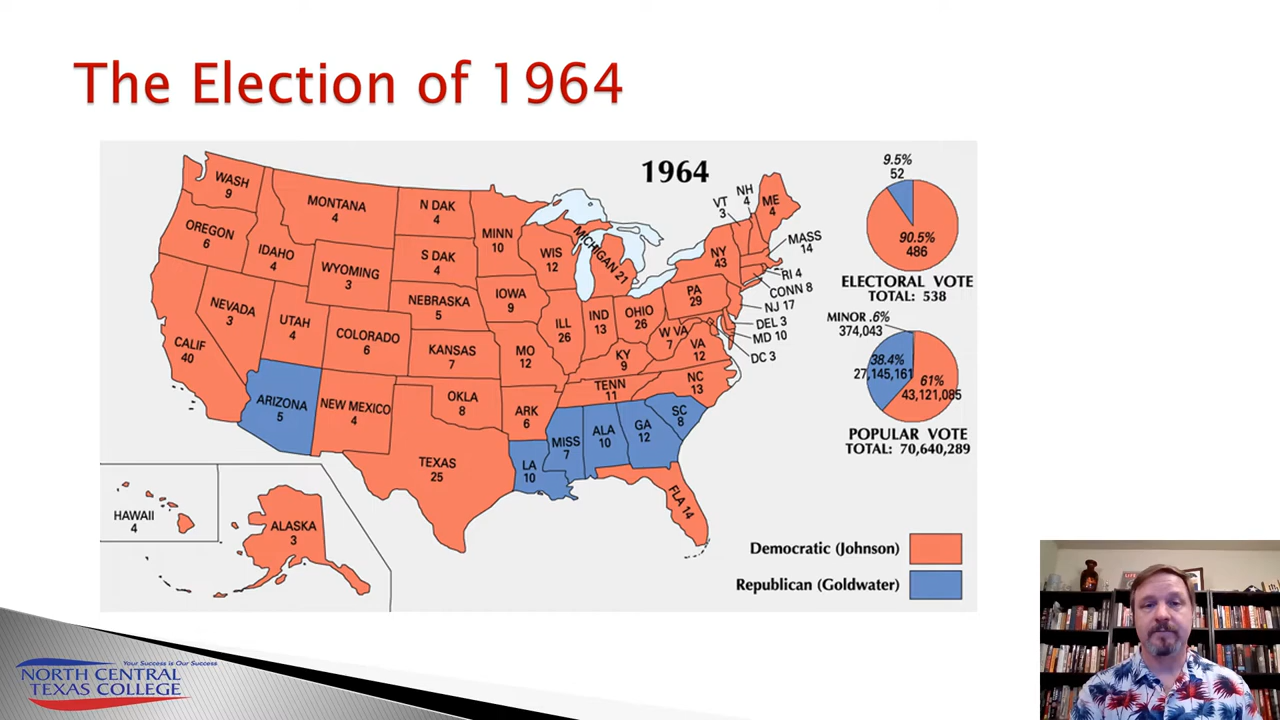 The Election of 1964
1964
WASH
9
OREGON
6
CALIF
40
NEVADA
3
IDAHO
4
MONTANA
4
WYOMING
3
UTAH
4
COLORADO
6
ARIZONA
5
NEW MEXICO
4
N DAK
4
S DAK
4
NEBRASKA
5
KANSAS
7
OKLA
8
TEXAS
25
MINN
10
IOWA
9
MO
12
ARK
6
LA
10
WIS
12
ILL
26
MICHIGAN 21
IND
13
OHIO
26
KY
9
TENN
11
MISS
7
ALA
10
GA
12
FLA 14
SC
8
NC
13
VA
12
W VA
7
PA
29
NY
43
VT
3
NH
4
ME
4
MASS
14
RI 4
CONN 8
NJ 17
DEL 3
MD 10
DC 3
HAWAII
4
ALASKA
3
9.5%
52
90.5%
486
ELECTORAL VOTE
TOTAL: 538
MINOR .6%
374,043
38.4%
27,145,161
61%
43,121,085
POPULAR VOTE
TOTAL: 70,640,289
Democratic (Johnson)
Republican (Goldwater)
Your Success is Our Success
NORTH CENTRAL
TEXAS COLLEGE